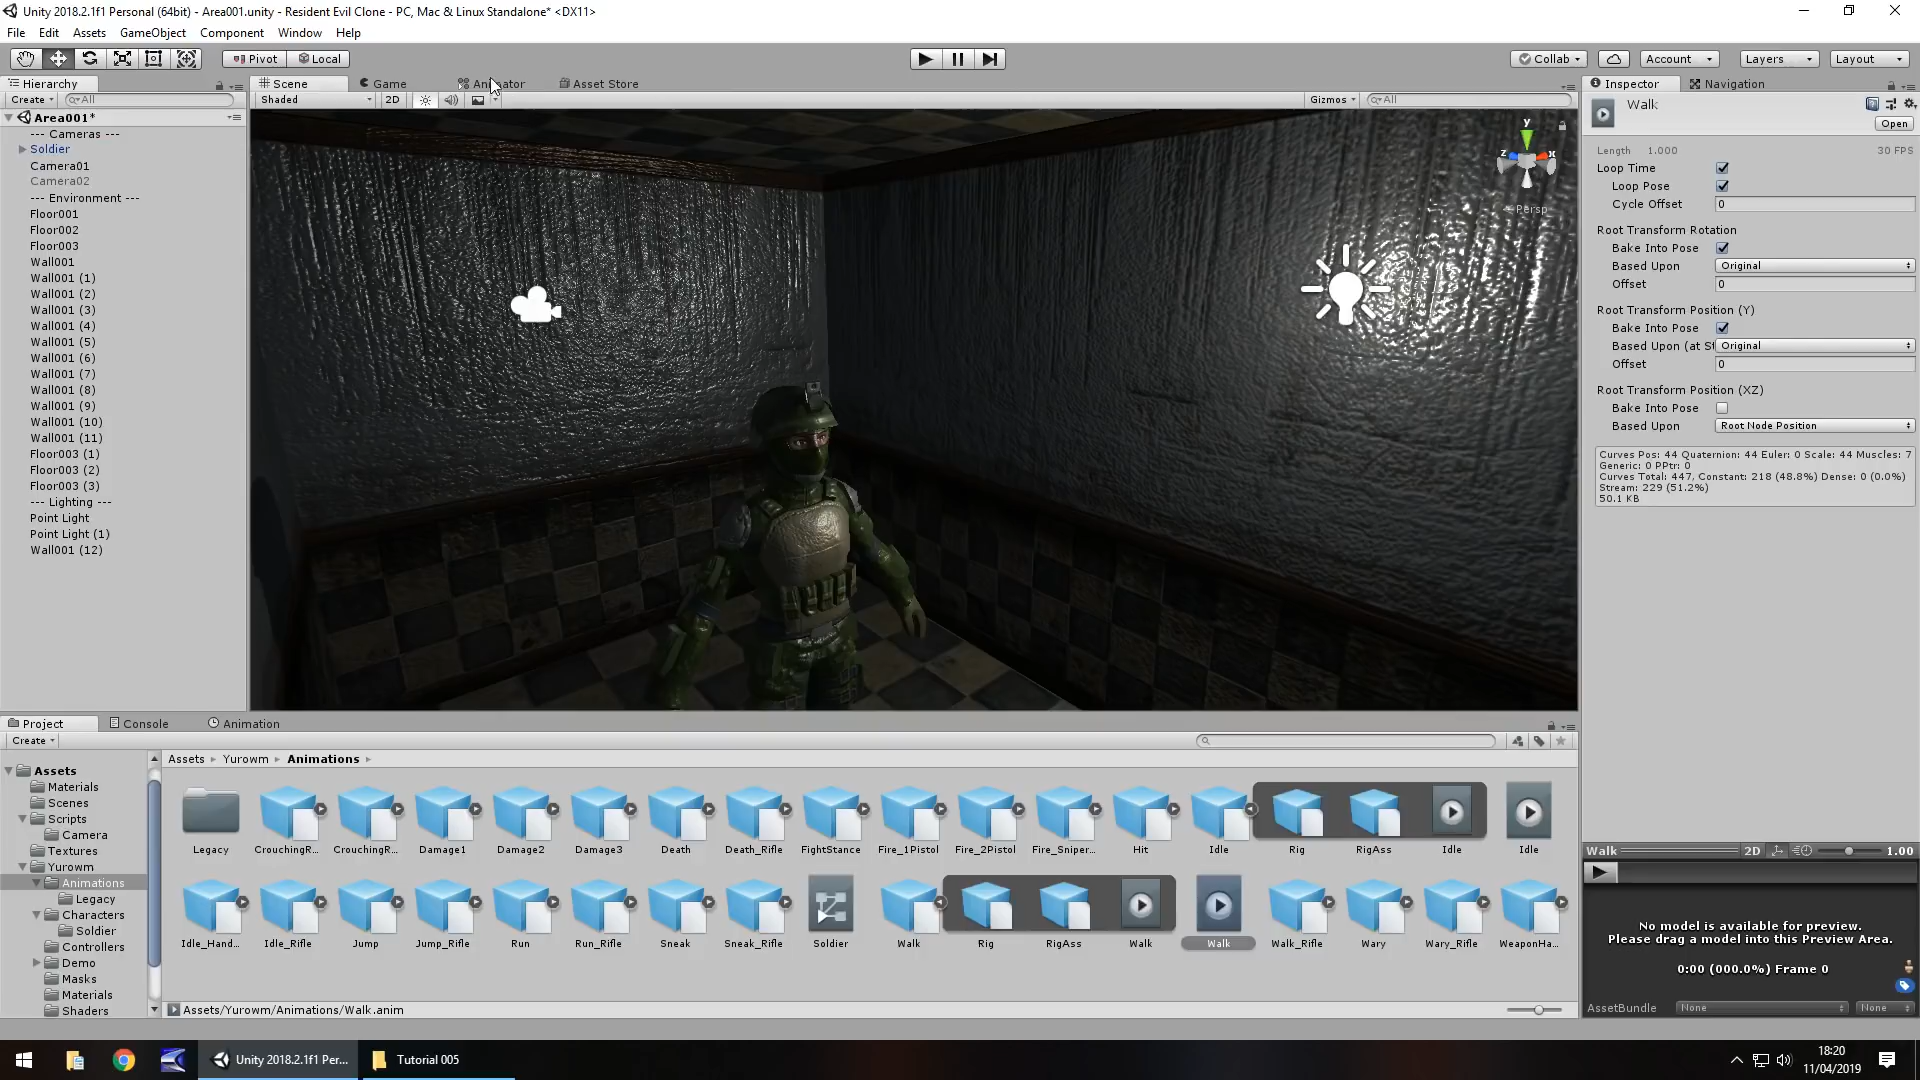 Unity 2018.2.1f1 Personal (64bit) - Area001.unity - Resident Evil Clone - PC, Mac & Linux Standalone* <DX11>
File Edit Assets GameObject Component Window Help
Pivot Local Collab Account Layers Layout
Hierarchy Scene Game Animator Asset Store Inspector Navigation
Create All Shaded 2D Gizmos All
Walk
Open
Area001*
--- Cameras ---
Soldier
Camera01
Camera02
--- Environment ---
Floor001
Floor002
Floor003
Wall001
Wall001 (1)
Wall001 (2)
Wall001 (3)
Wall001 (4)
Wall001 (5)
Wall001 (6)
Wall001 (7)
Wall001 (8)
Wall001 (9)
Wall001 (10)
Wall001 (11)
Floor003 (1)
Floor003 (2)
Floor003 (3)
--- Lighting ---
Point Light
Point Light (1)
Wall001 (12)
y
z x
Persp
Length 1.000 30 FPS
Loop Time
Loop Pose
Cycle Offset 0
Root Transform Rotation
Bake Into Pose
Based Upon Original
Offset 0
Root Transform Position (Y)
Bake Into Pose
Based Upon (at St Original
Offset 0
Root Transform Position (XZ)
Bake Into Pose
Based Upon Root Node Position
Curves Pos: 44 Quaternion: 44 Euler: 0 Scale: 44 Muscles: 7
Generic: 0 PPtr: 0
Curves Total: 447, Constant: 218 (48.8%) Dense: 0 (0.0%)
Stream: 229 (51.2%)
50.1 KB
Project Console Animation
Create
Assets
Materials
Scenes
Scripts
Camera
Textures
Yurowm
Animations
Legacy
Characters
Soldier
Controllers
Demo
Masks
Materials
Shaders
Assets Yurowm Animations
Legacy CrouchingR... CrouchingR... Damage1 Damage2 Damage3 Death Death_Rifle FightStance Fire_1Pistol Fire_2Pistol Fire_Sniper... Hit Idle Rig RigAss Idle Idle
Idle_Hand... Idle_Rifle Jump Jump_Rifle Run Run_Rifle Sneak Sneak_Rifle Soldier Walk Rig RigAss Walk Walk Walk_Rifle Wary Wary_Rifle WeaponHa...
Assets/Yurowm/Animations/Walk.anim
Walk 2D 1.00
No model is available for preview.
Please drag a model into this Preview Area.
0:00 (000.0%) Frame 0
AssetBundle None None
Unity 2018.2.1f1 Per... Tutorial 005
18:20
11/04/2019